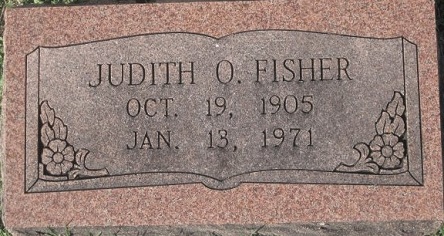 JUDITH O. FISHER
OCT. 19, 1905
JAN. 13, 1971